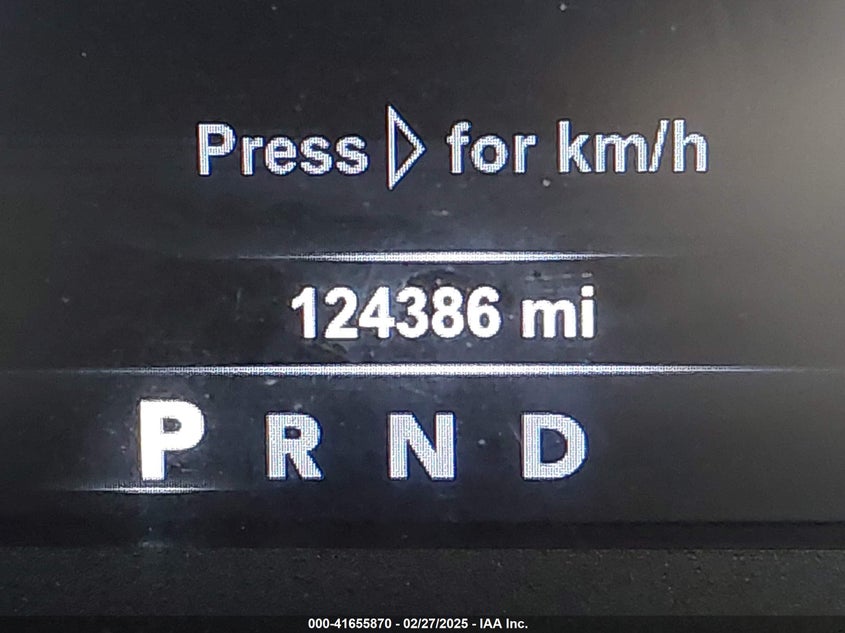 Press ▷ for km/h
124386 mi
P R N D
000-41655870 - 02/27/2025 - IAA Inc.